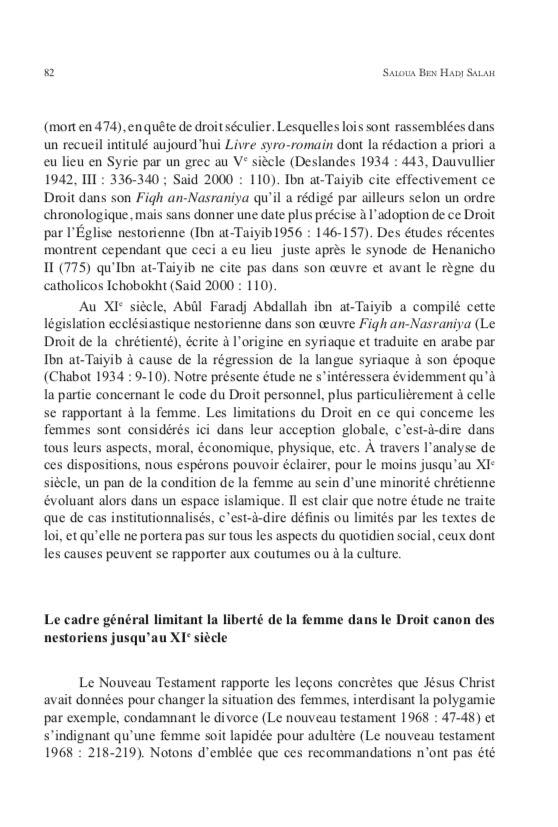 82 SALOUA BEN HADJ SALAH
(mort en 474), en quête de droit séculier. Lesquelles lois sont rassemblées dans
un recueil intitulé aujourd’hui Livre syro-romain dont la rédaction a priori a
eu lieu en Syrie par un grec au Ve siècle (Deslandes 1934 : 443, Dauvullier
1942, III : 336-340 ; Said 2000 : 110). Ibn at-Taiyib cite effectivement ce
Droit dans son Fiqh an-Nasraniya qu’il a rédigé par ailleurs selon un ordre
chronologique, mais sans donner une date plus précise à l’adoption de ce Droit
par l’Église nestorienne (Ibn at-Taiyib1956 : 146-157). Des études récentes
montrent cependant que ceci a eu lieu juste après le synode de Henanicho
II (775) qu’Ibn at-Taiyib ne cite pas dans son œuvre et avant le règne du
catholicos Ichobokht (Said 2000 : 110).
Au XIe siècle, Abûl Faradj Abdallah ibn at-Taiyib a compilé cette
législation ecclésiastique nestorienne dans son œuvre Fiqh an-Nasraniya (Le
Droit de la chrétienté), écrite à l’origine en syriaque et traduite en arabe par
Ibn at-Taiyib à cause de la régression de la langue syriaque à son époque
(Chabot 1934 : 9-10). Notre présente étude ne s’intéressera évidemment qu’à
la partie concernant le code du Droit personnel, plus particulièrement à celle
se rapportant à la femme. Les limitations du Droit en ce qui concerne les
femmes sont considérés ici dans leur acception globale, c’est-à-dire dans
tous leurs aspects, moral, économique, physique, etc. À travers l’analyse de
ces dispositions, nous espérons pouvoir éclairer, pour le moins jusqu’au XIe
siècle, un pan de la condition de la femme au sein d’une minorité chrétienne
évoluant alors dans un espace islamique. Il est clair que notre étude ne traite
que de cas institutionnalisés, c’est-à-dire définis ou limités par les textes de
loi, et qu’elle ne portera pas sur tous les aspects du quotidien social, ceux dont
les causes peuvent se rapporter aux coutumes ou à la culture.
Le cadre général limitant la liberté de la femme dans le Droit canon des
nestoriens jusqu’au XIe siècle
Le Nouveau Testament rapporte les leçons concrètes que Jésus Christ
avait données pour changer la situation des femmes, interdisant la polygamie
par exemple, condamnant le divorce (Le nouveau testament 1968 : 47-48) et
s’indignant qu’une femme soit lapidée pour adultère (Le nouveau testament
1968 : 218-219). Notons d’emblée que ces recommandations n’ont pas été